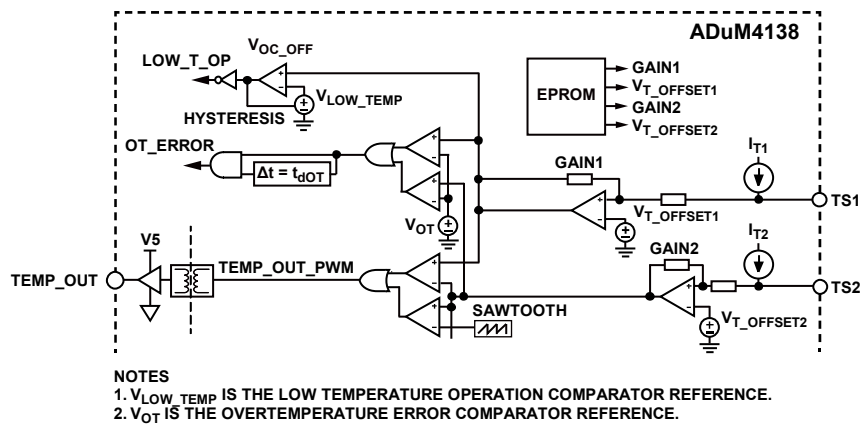 ADuM4138
V_OC_OFF
LOW_T_OP
V_LOW_TEMP
HYSTERESIS
EPROM
GAIN1
V_T_OFFSET1
GAIN2
V_T_OFFSET2
OT_ERROR
Δt = t_dOT
V_OT
GAIN1
I_T1
V_T_OFFSET1
TS1
I_T2
GAIN2
V_T_OFFSET2
TS2
V5
TEMP_OUT
TEMP_OUT_PWM
SAWTOOTH
NOTES
1. V_LOW_TEMP IS THE LOW TEMPERATURE OPERATION COMPARATOR REFERENCE.
2. V_OT IS THE OVERTEMPERATURE ERROR COMPARATOR REFERENCE.